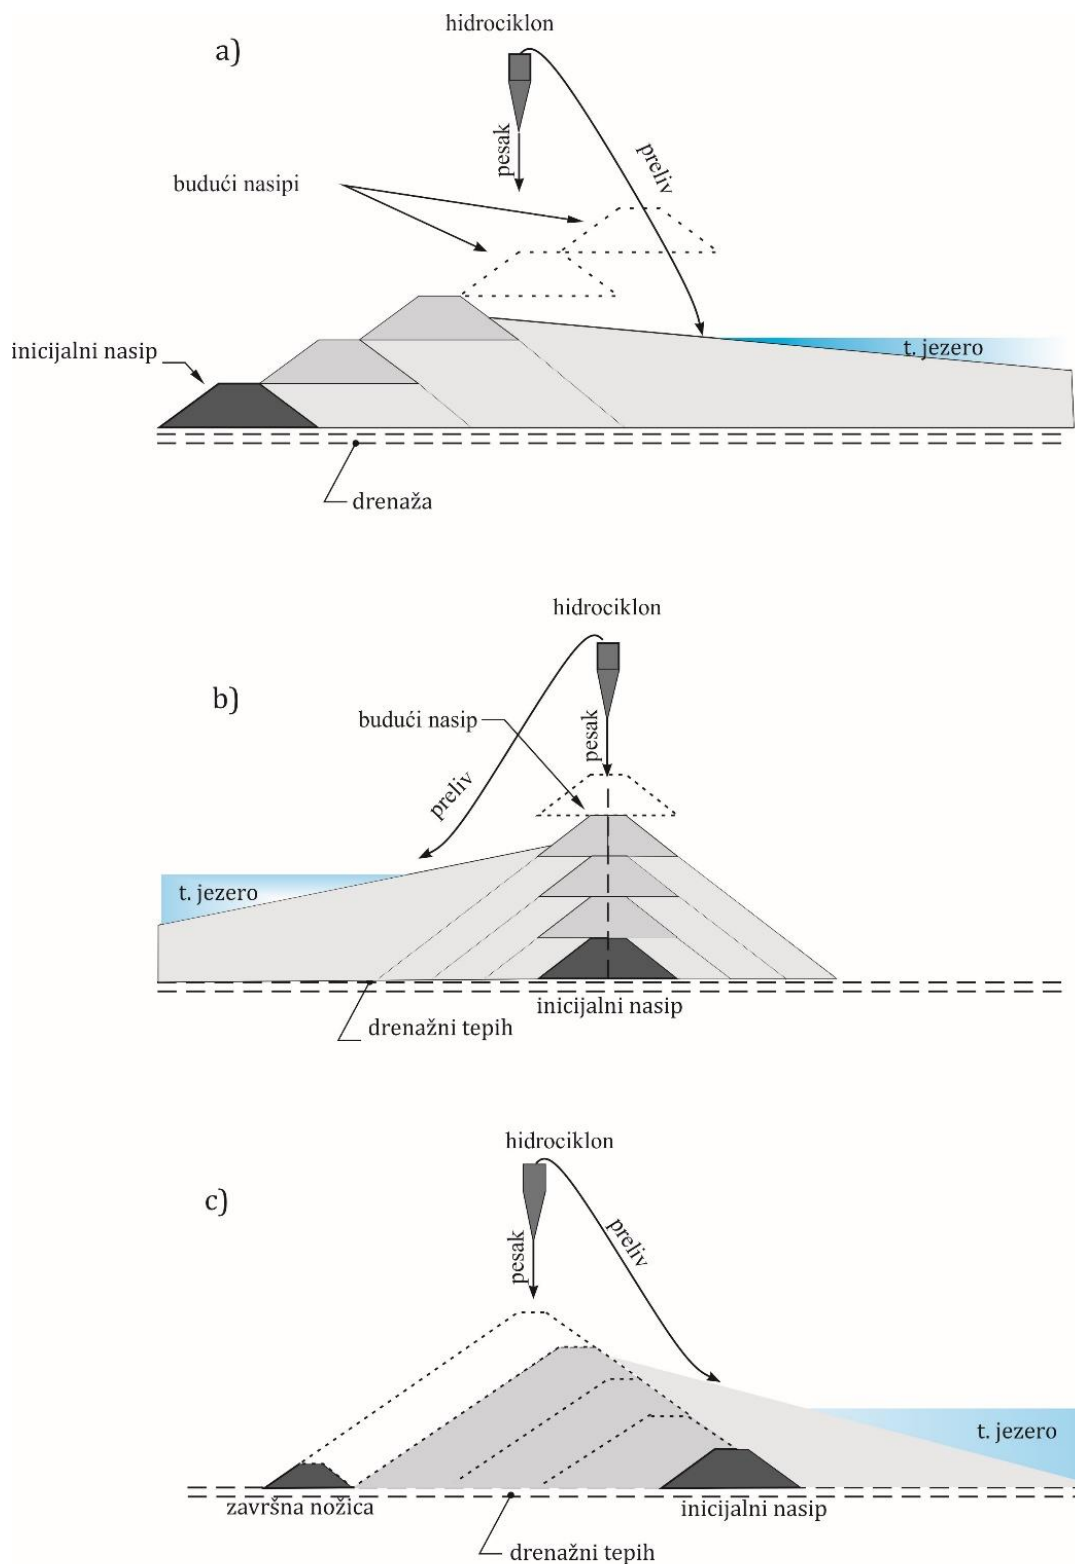 hidrociklon
a)
pesak
preliv
budući nasipi
inicijalni nasip
t. jezero
drenaža
hidrociklon
b)
budući nasip
pesak
preliv
t. jezero
inicijalni nasip
drenažni tepih
hidrociklon
c)
pesak
preliv
t. jezero
završna nožica
inicijalni nasip
drenažni tepih